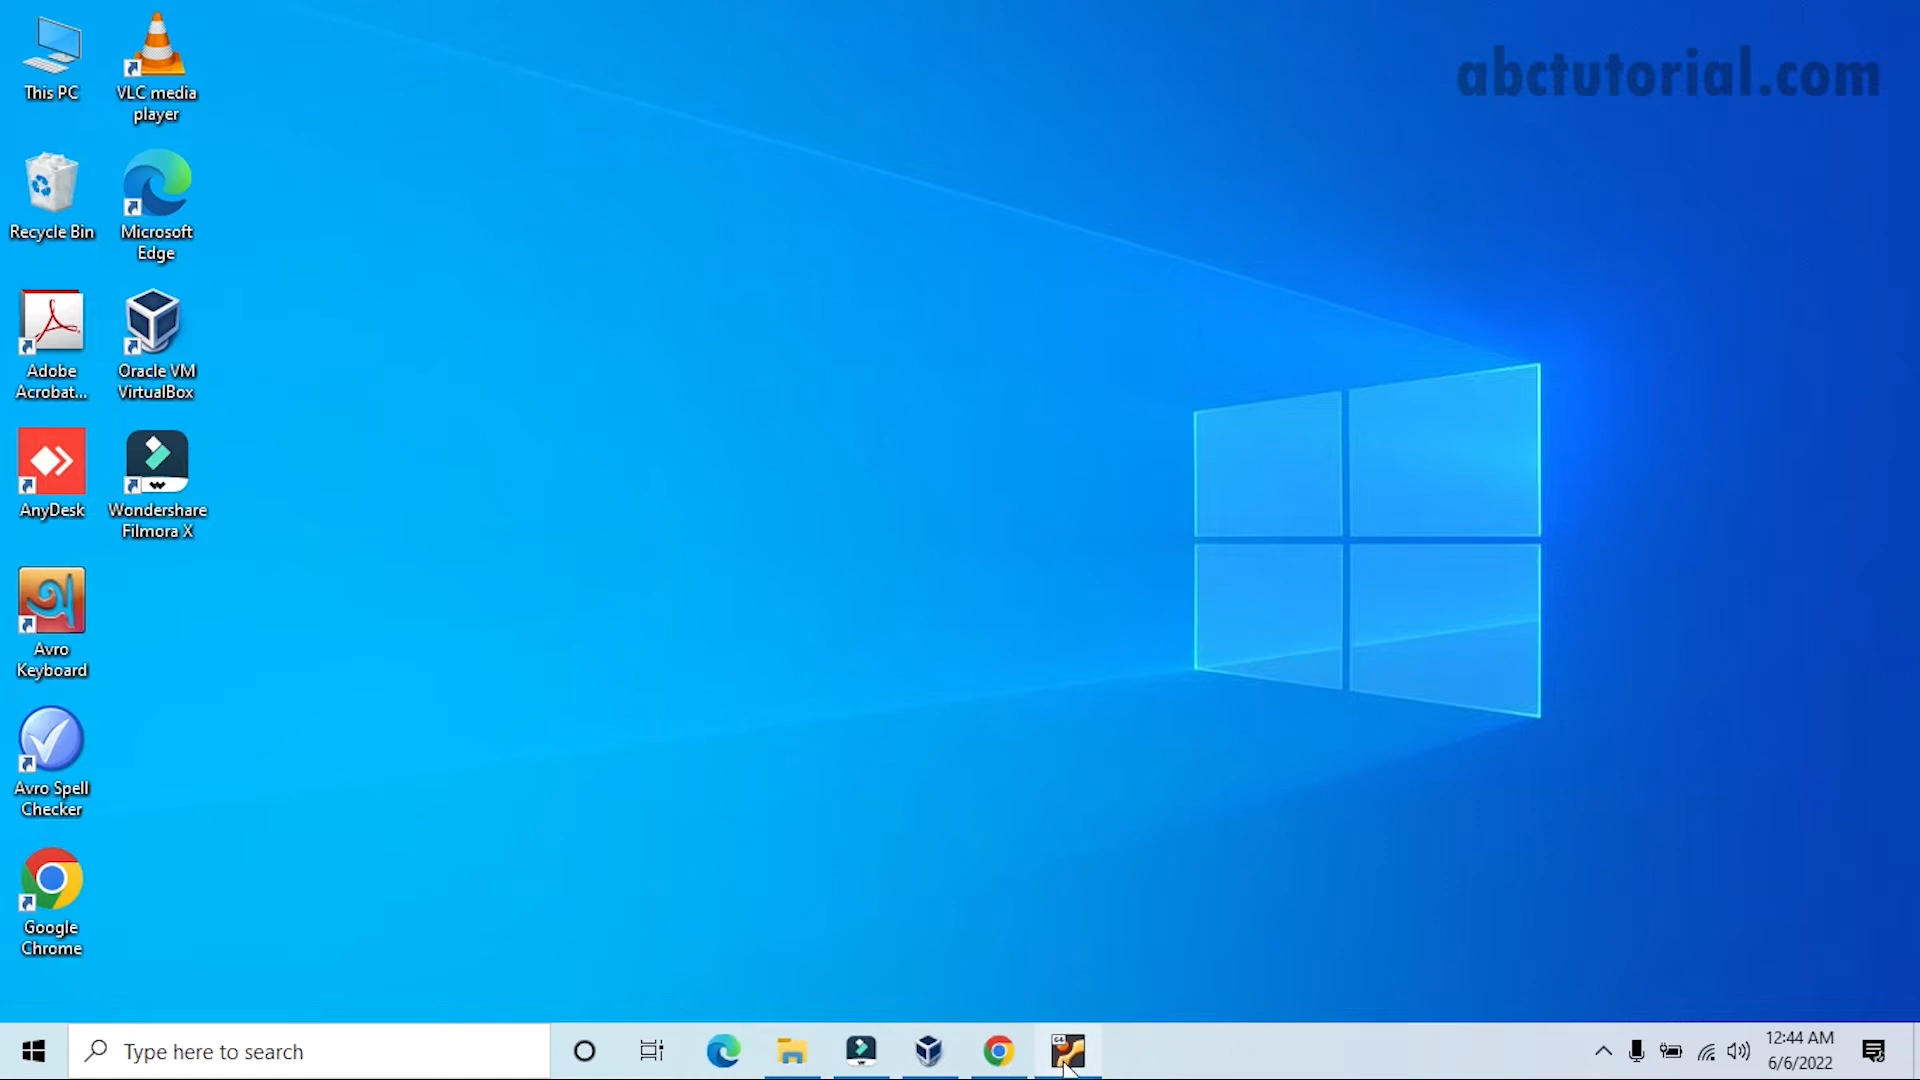 abctutorial.com
This PC
VLC media
player
Recycle Bin
Microsoft
Edge
Adobe
Acrobat...
Oracle VM
VirtualBox
AnyDesk
Wondershare
Filmora X
অ
Avro
Keyboard
Avro Spell
Checker
Google
Chrome
Type here to search
64
12:44 AM
6/6/2022